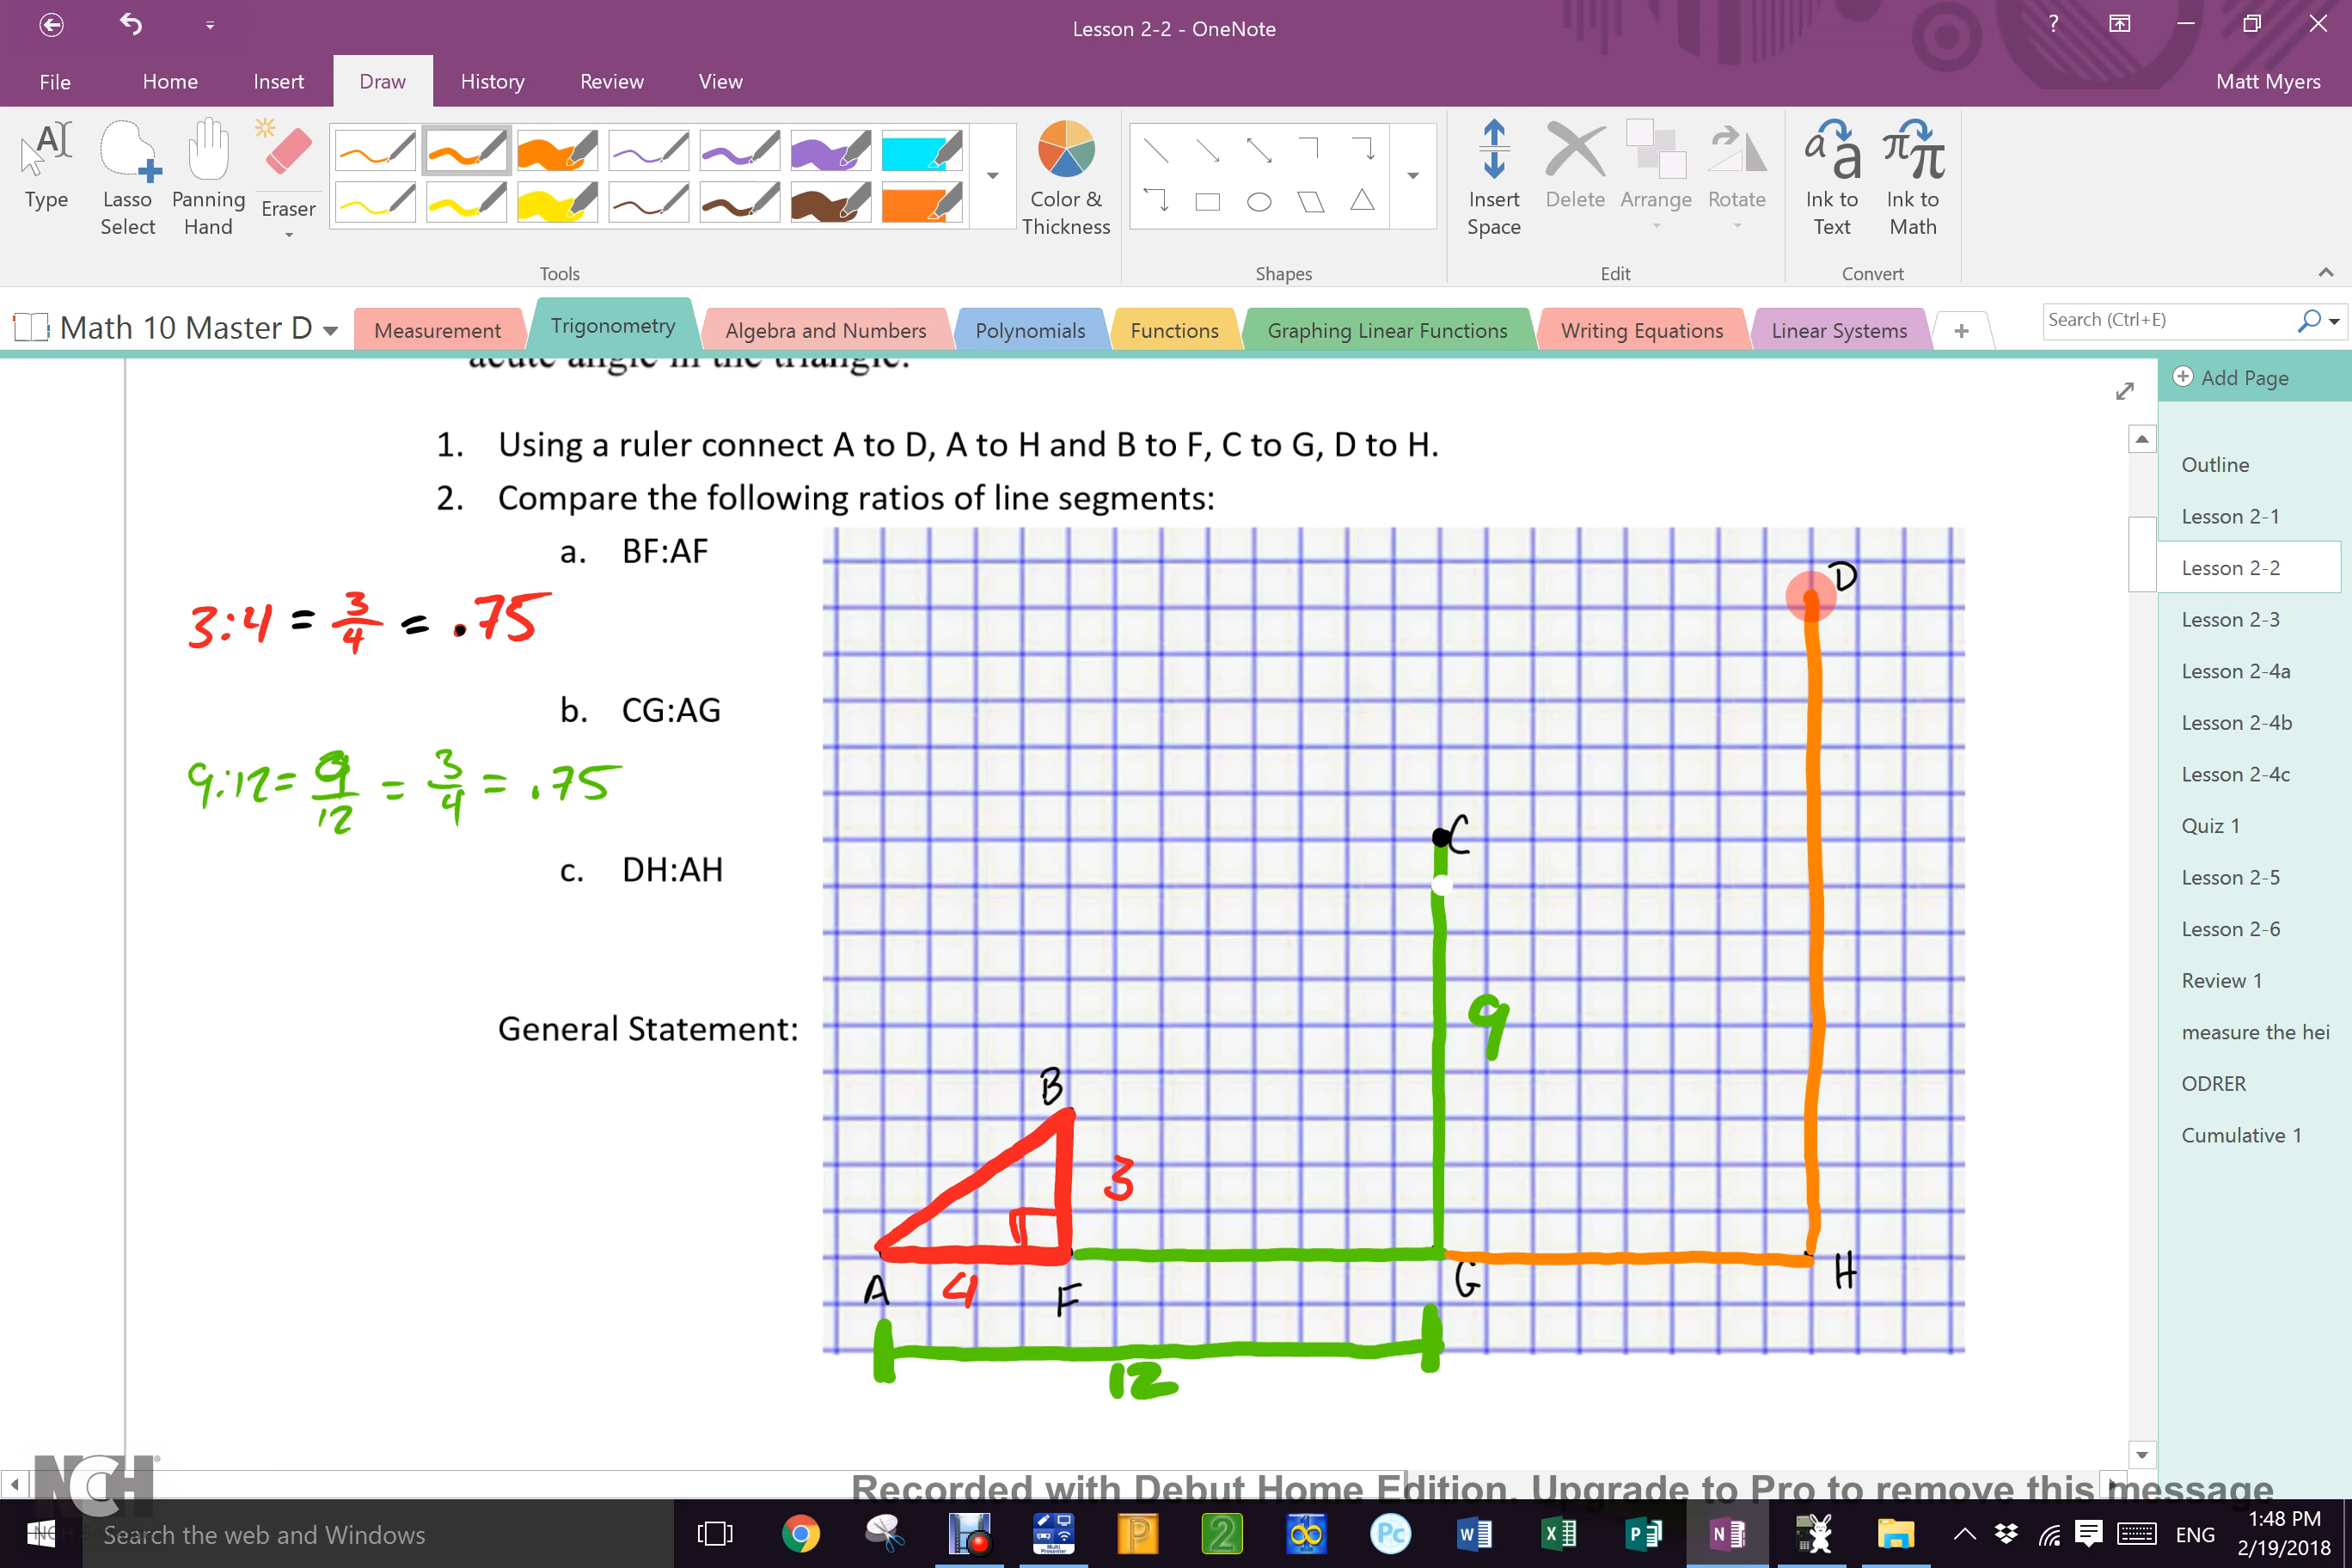 Lesson 2-2 - OneNote
?
File Home Insert Draw History Review View Matt Myers
Type
Lasso Select
Panning Hand
Eraser
Color & Thickness
Insert Space
Delete
Arrange
Rotate
Ink to Text
Ink to Math
Tools Shapes Edit Convert
Math 10 Master D Measurement Trigonometry Algebra and Numbers Polynomials Functions Graphing Linear Functions Writing Equations Linear Systems + Search (Ctrl+E)
acute angle in the triangle.
1. Using a ruler connect A to D, A to H and B to F, C to G, D to H.
2. Compare the following ratios of line segments:
a. BF:AF
3:4 = 3/4 = .75
b. CG:AG
9:12 = 9/12 = 3/4 = .75
c. DH:AH
General Statement:
D
C
9
B
3
A 4 F G H
12
Add Page
Outline
Lesson 2-1
Lesson 2-2
Lesson 2-3
Lesson 2-4a
Lesson 2-4b
Lesson 2-4c
Quiz 1
Lesson 2-5
Lesson 2-6
Review 1
measure the hei
ODRER
Cumulative 1
NCH
Recorded with Debut Home Edition. Upgrade to Pro to remove this message
Search the web and Windows
ENG
1:48 PM
2/19/2018